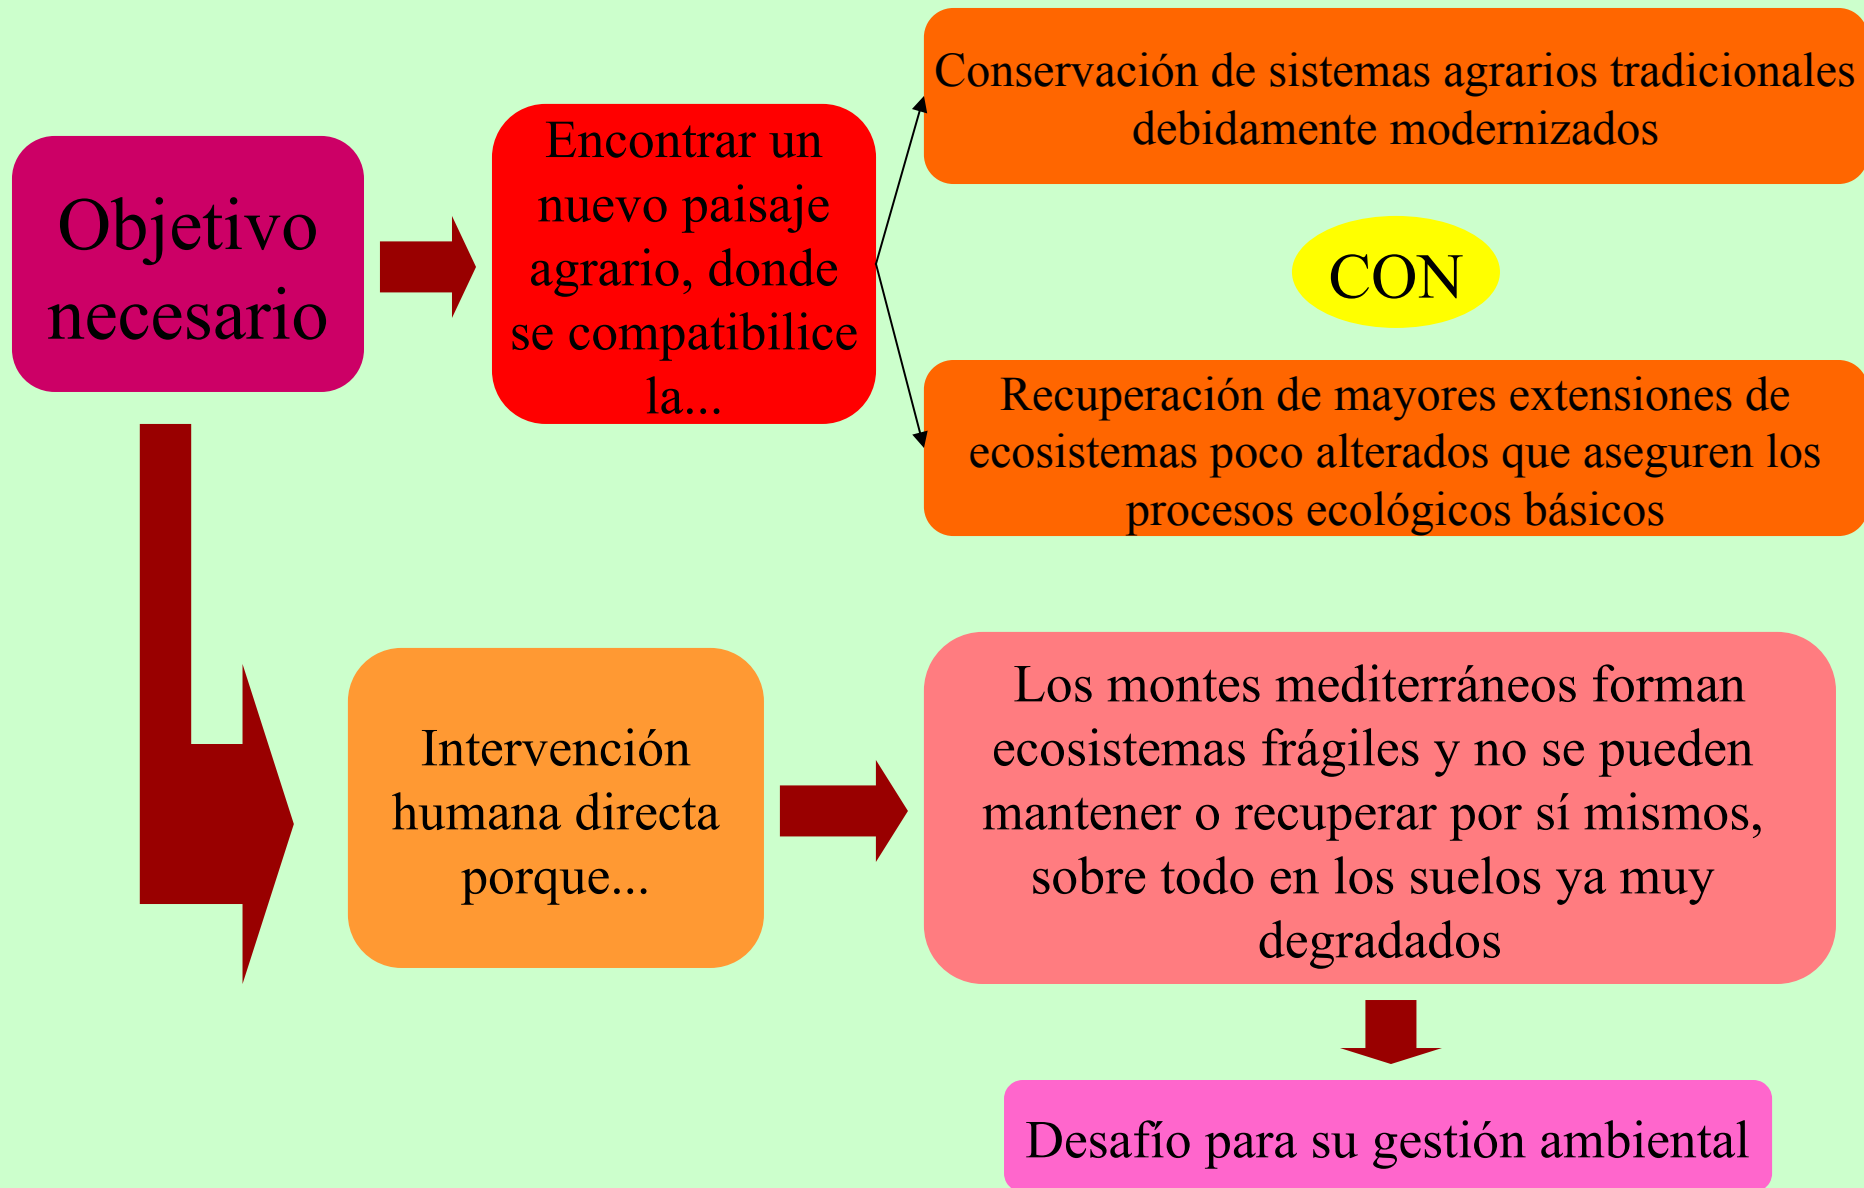 Objetivo
necesario
Encontrar un
nuevo paisaje
agrario, donde
se compatibilice
la...
Conservación de sistemas agrarios tradicionales
debidamente modernizados
CON
Recuperación de mayores extensiones de
ecosistemas poco alterados que aseguren los
procesos ecológicos básicos
Intervención
humana directa
porque...
Los montes mediterráneos forman
ecosistemas frágiles y no se pueden
mantener o recuperar por sí mismos,
sobre todo en los suelos ya muy
degradados
Desafío para su gestión ambiental